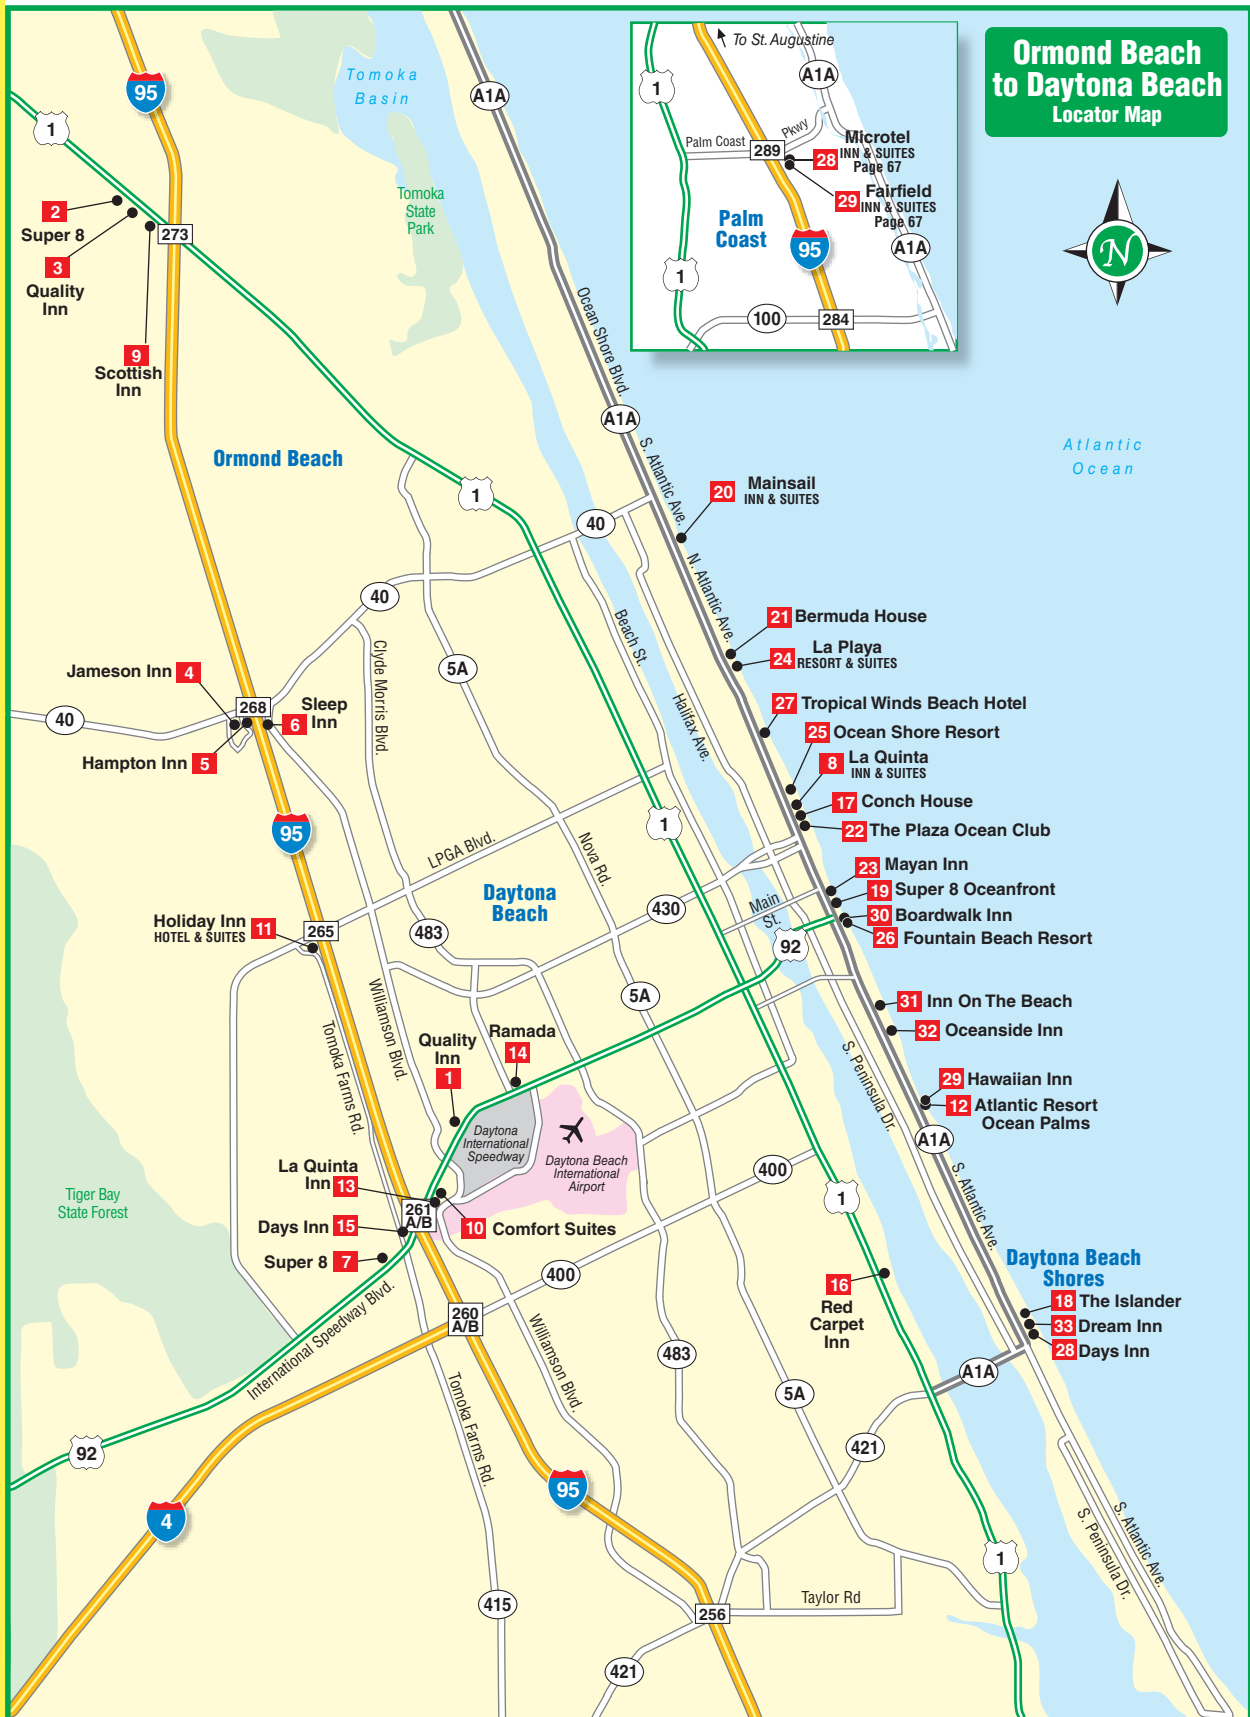 Ormond Beach
to Daytona Beach
Locator Map
To St. Augustine
A1A
1
Palm Coast
Pkwy
289
28
Microtel
INN & SUITES
Page 67
29
Fairfield
INN & SUITES
Page 67
Palm
Coast
95
A1A
1
100
284
N
95
1
Tomoka
Basin
A1A
Tomoka
State
Park
2
Super 8
273
3
Quality
Inn
9
Scottish
Inn
Ocean Shore Blvd.
A1A
S. Atlantic Ave.
Atlantic
Ocean
Ormond Beach
1
40
20
Mainsail
INN & SUITES
N. Atlantic Ave.
40
Beach St.
21 Bermuda House
24
La Playa
RESORT & SUITES
Clyde Morris Blvd.
5A
Jameson Inn 4
268
Sleep
Inn
6
40
Hampton Inn 5
Halifax Ave.
27 Tropical Winds Beach Hotel
25 Ocean Shore Resort
8
La Quinta
INN & SUITES
17 Conch House
22 The Plaza Ocean Club
95
1
LPGA Blvd.
Nova Rd.
Daytona
Beach
430
Main
St.
23 Mayan Inn
19 Super 8 Oceanfront
30 Boardwalk Inn
26 Fountain Beach Resort
Holiday Inn
HOTEL & SUITES
11
265
483
92
5A
Williamson Blvd.
Tomoka Farms Rd.
31 Inn On The Beach
32 Oceanside Inn
Quality
Inn
1
Ramada
14
S. Peninsula Dr.
29 Hawaiian Inn
12 Atlantic Resort
Ocean Palms
A1A
Daytona
International
Speedway
Daytona Beach
International
Airport
400
La Quinta
Inn 13
261
A/B
Days Inn 15
10 Comfort Suites
Super 8 7
Tiger Bay
State Forest
1
S. Atlantic Ave.
400
16
Red
Carpet
Inn
Daytona Beach
Shores
18 The Islander
33 Dream Inn
28 Days Inn
International Speedway Blvd.
260
A/B
Williamson Blvd.
483
A1A
5A
Tomoka Farms Rd.
92
421
4
95
S. Atlantic Ave.
S. Peninsula Dr.
1
415
Taylor Rd
256
421